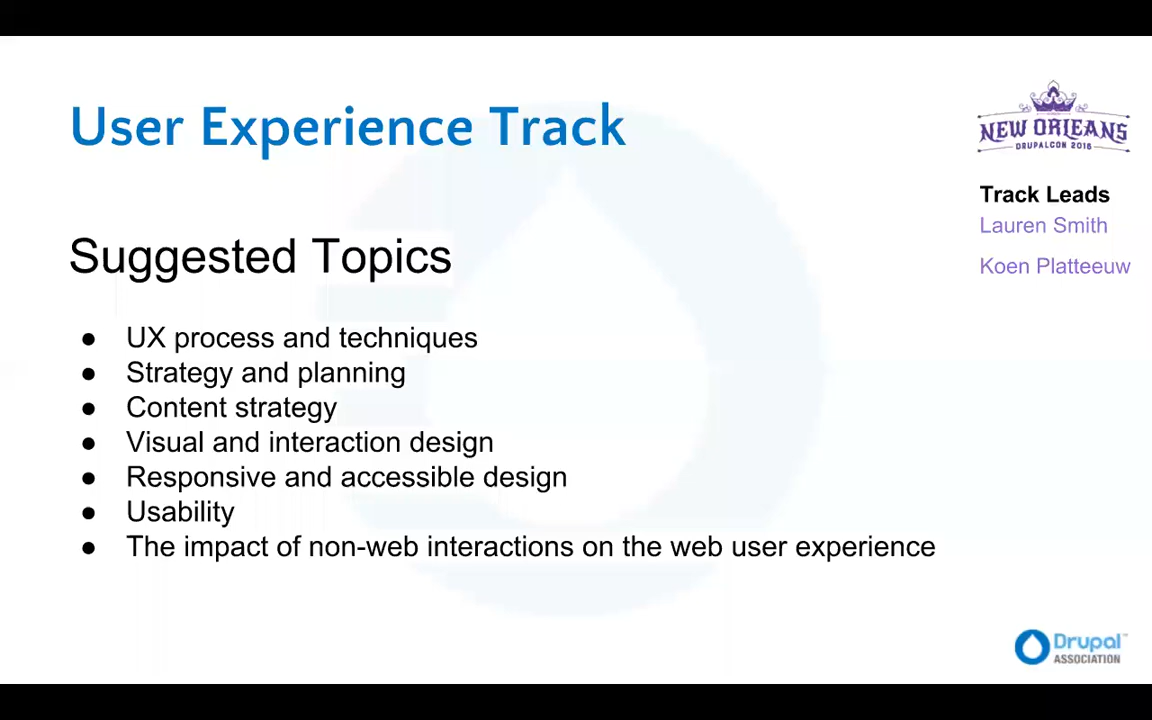 User Experience Track
NEW ORLEANS
DRUPALCON 2016
Track Leads
Lauren Smith
Koen Platteeuw
Suggested Topics
● UX process and techniques
● Strategy and planning
● Content strategy
● Visual and interaction design
● Responsive and accessible design
● Usability
● The impact of non-web interactions on the web user experience
Drupal™
ASSOCIATION